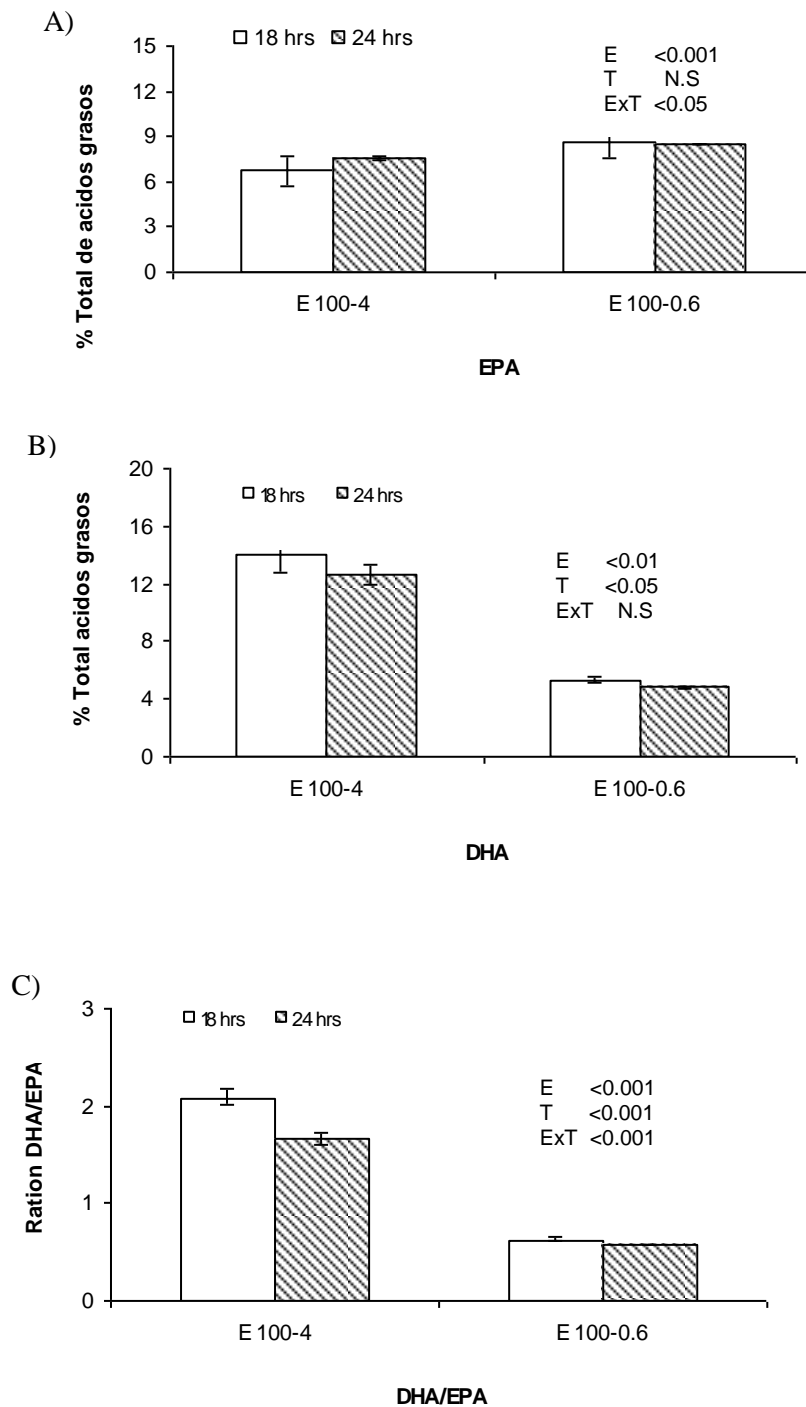 A)
18 hrs 24 hrs
E <0.001
T N.S
ExT <0.05
% Total de acidos grasos
15
12
9
6
3
0
E 100-4 E 100-0.6
EPA
B)
18 hrs 24 hrs
E <0.01
T <0.05
ExT N.S
% Total acidos grasos
20
16
12
8
4
0
E 100-4 E 100-0.6
DHA
C)
18 hrs 24 hrs
E <0.001
T <0.001
ExT <0.001
Ration DHA/EPA
3
2
1
0
E 100-4 E 100-0.6
DHA/EPA